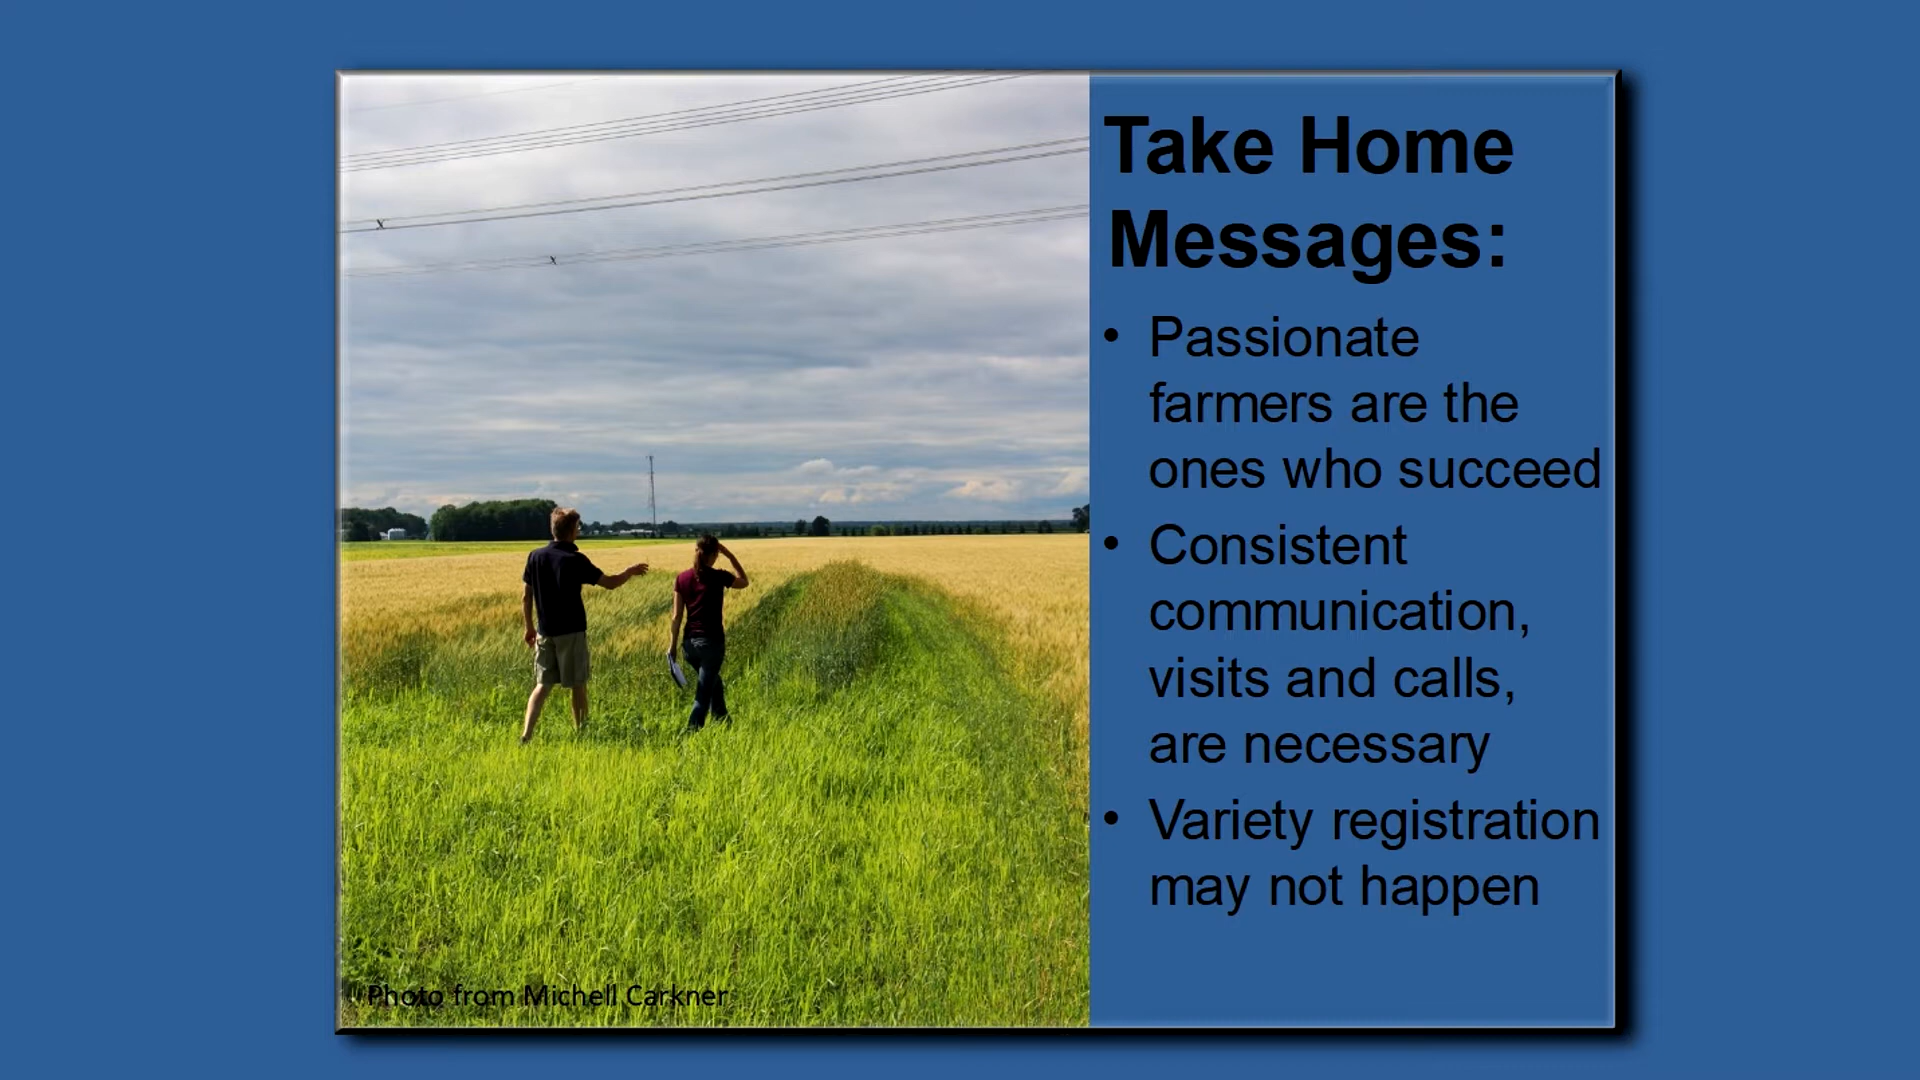 Take Home
Messages:
• Passionate
farmers are the
ones who succeed
• Consistent
communication,
visits and calls,
are necessary
• Variety registration
may not happen
Photo from Michell Carkner